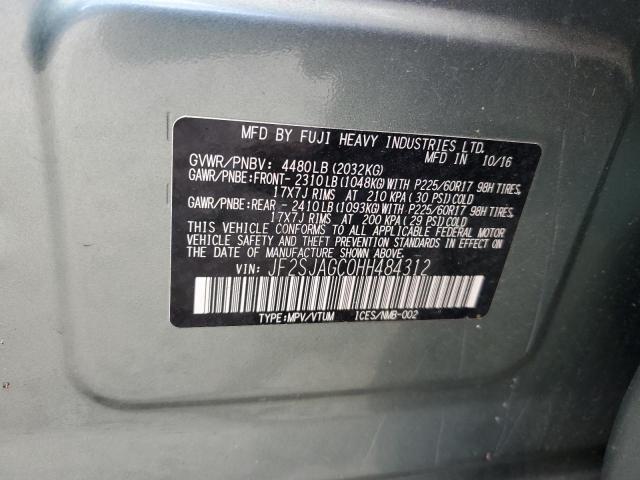 MFD BY FUJI HEAVY INDUSTRIES LTD.
MFD IN 10/16
GVWR/PNBV: 4480LB(2032KG)
GAWR/PNBE:FRONT- 2310LB(1048KG)WITH P225/60R17 98H TIRES,
17X7J RIMS AT 210 KPA( 30 PSI)COLD
GAWR/PNBE:REAR - 2410LB(1093KG)WITH P225/60R17 98H TIRES,
17X7J RIMS AT 200 KPA( 29 PSI)COLD
THIS VEHICLE CONFORMS TO ALL APPLICABLE FEDERAL MOTOR
VEHICLE SAFETY AND THEFT PREVENTION STANDARDS IN EFFECT ON
THE DATE OF MANUFACTURE SHOWN ABOVE.
VIN: JF2SJAGC0HH484312
TYPE:MPV/VTUM ICES/NMB-002